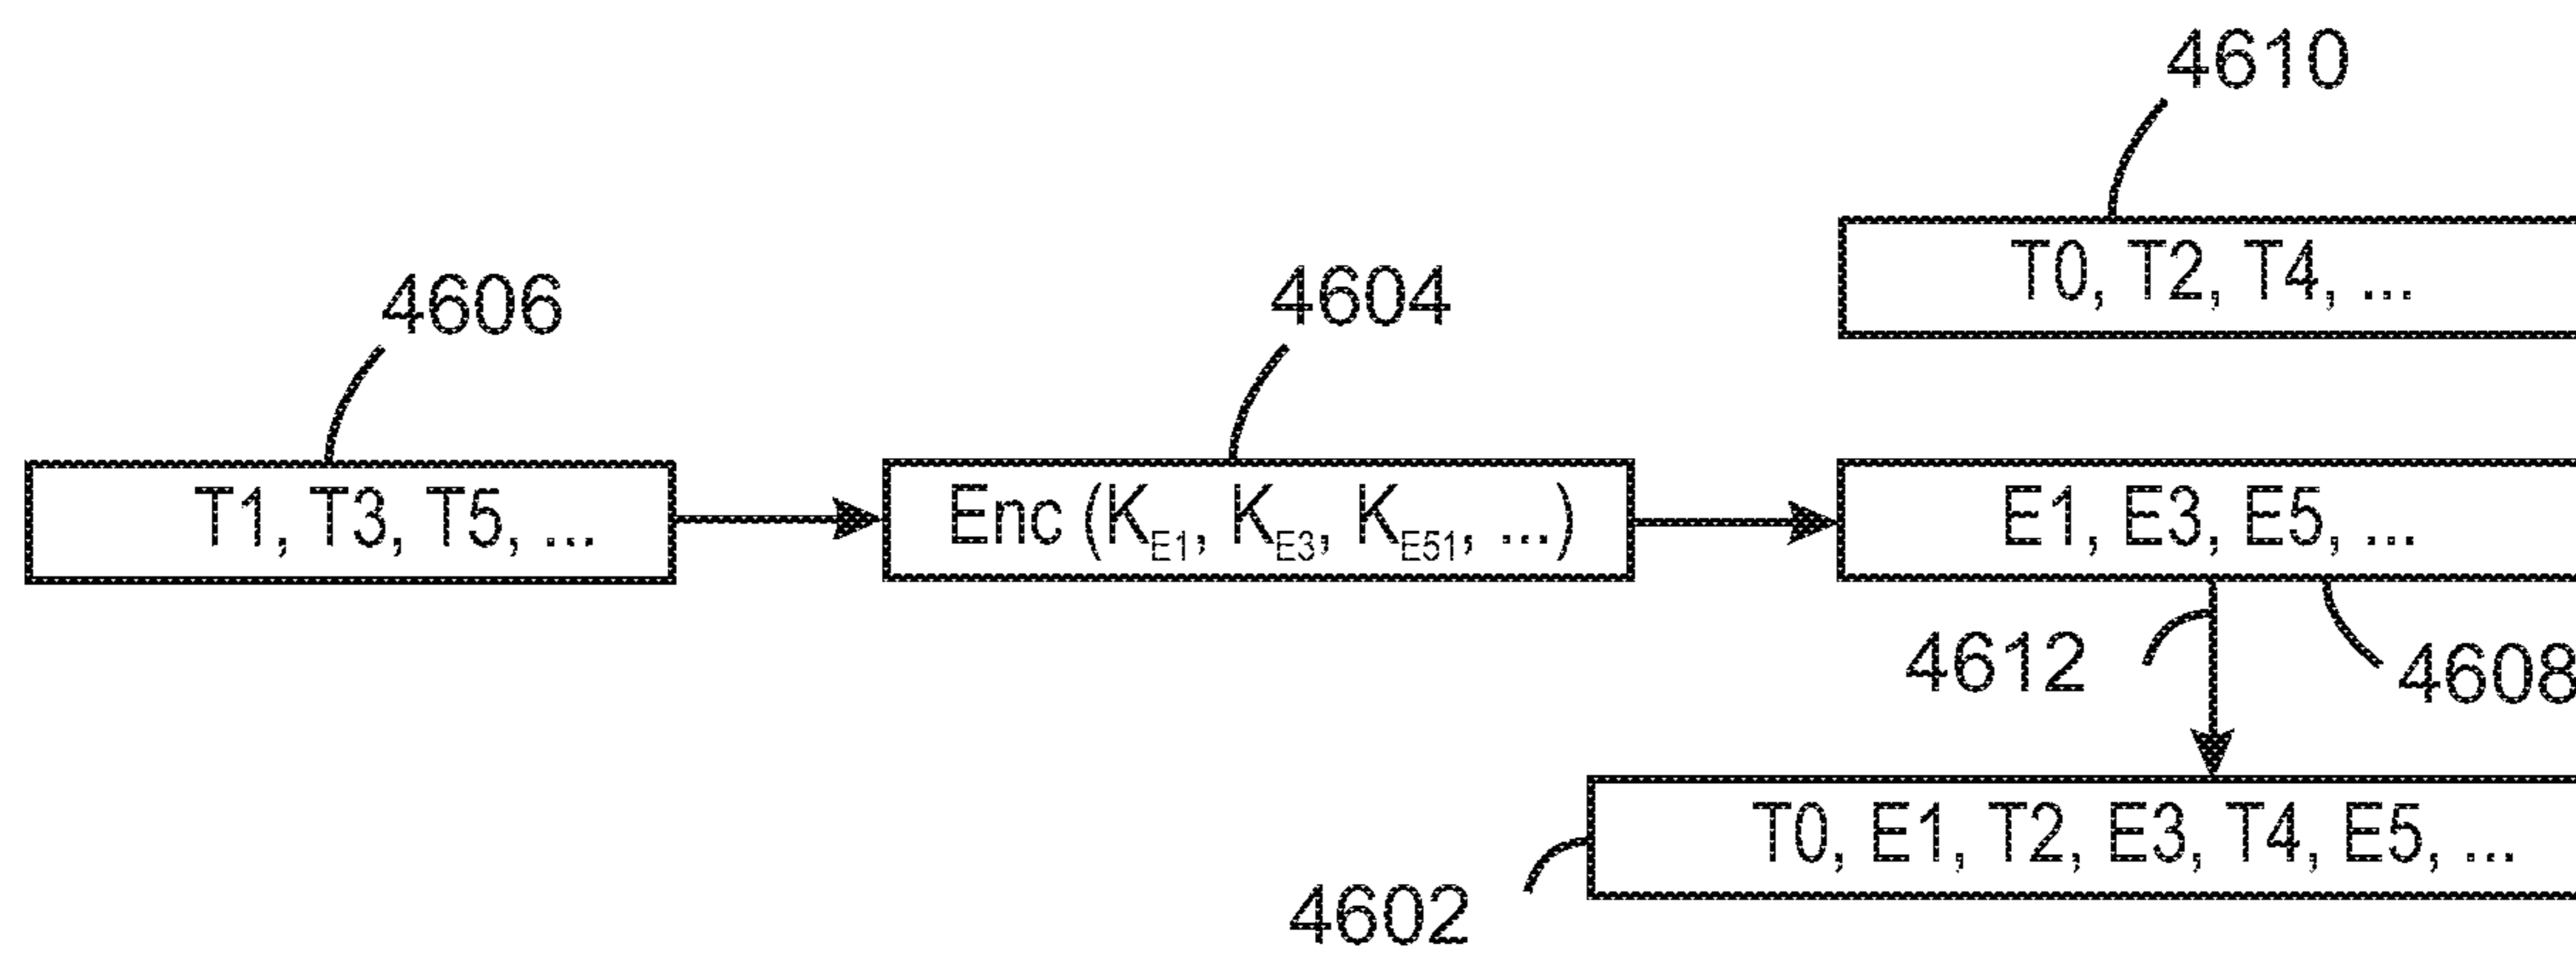 4610
T0, T2, T4, ...
4606
4604
T1, T3, T5, ...
Enc (KE1, KE3, KE51, ...)
E1, E3, E5, ...
4612
4608
T0, E1, T2, E3, T4, E5, ...
4602